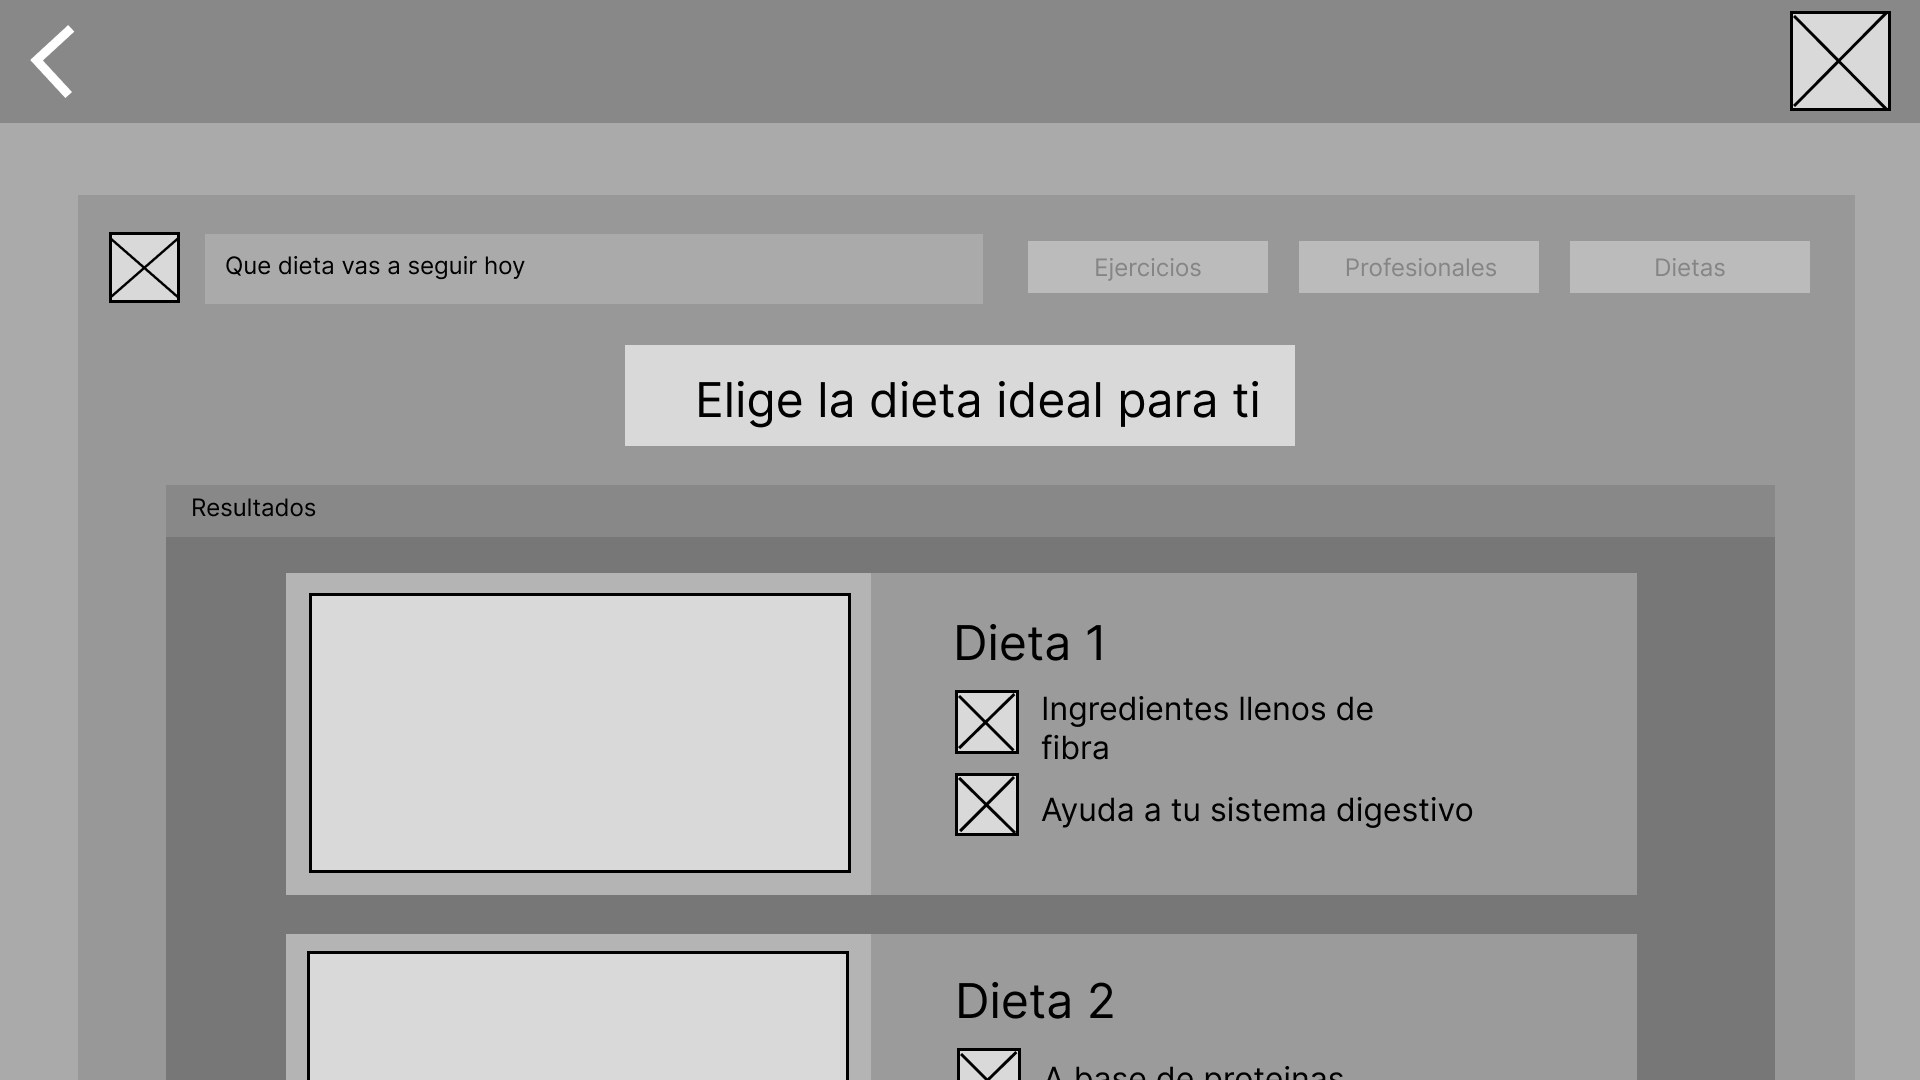 Que dieta vas a seguir hoy
Ejercicios
Profesionales
Dietas
Elige la dieta ideal para ti
Resultados
Dieta 1
Ingredientes llenos de
fibra
Ayuda a tu sistema digestivo
Dieta 2
A base de proteinas